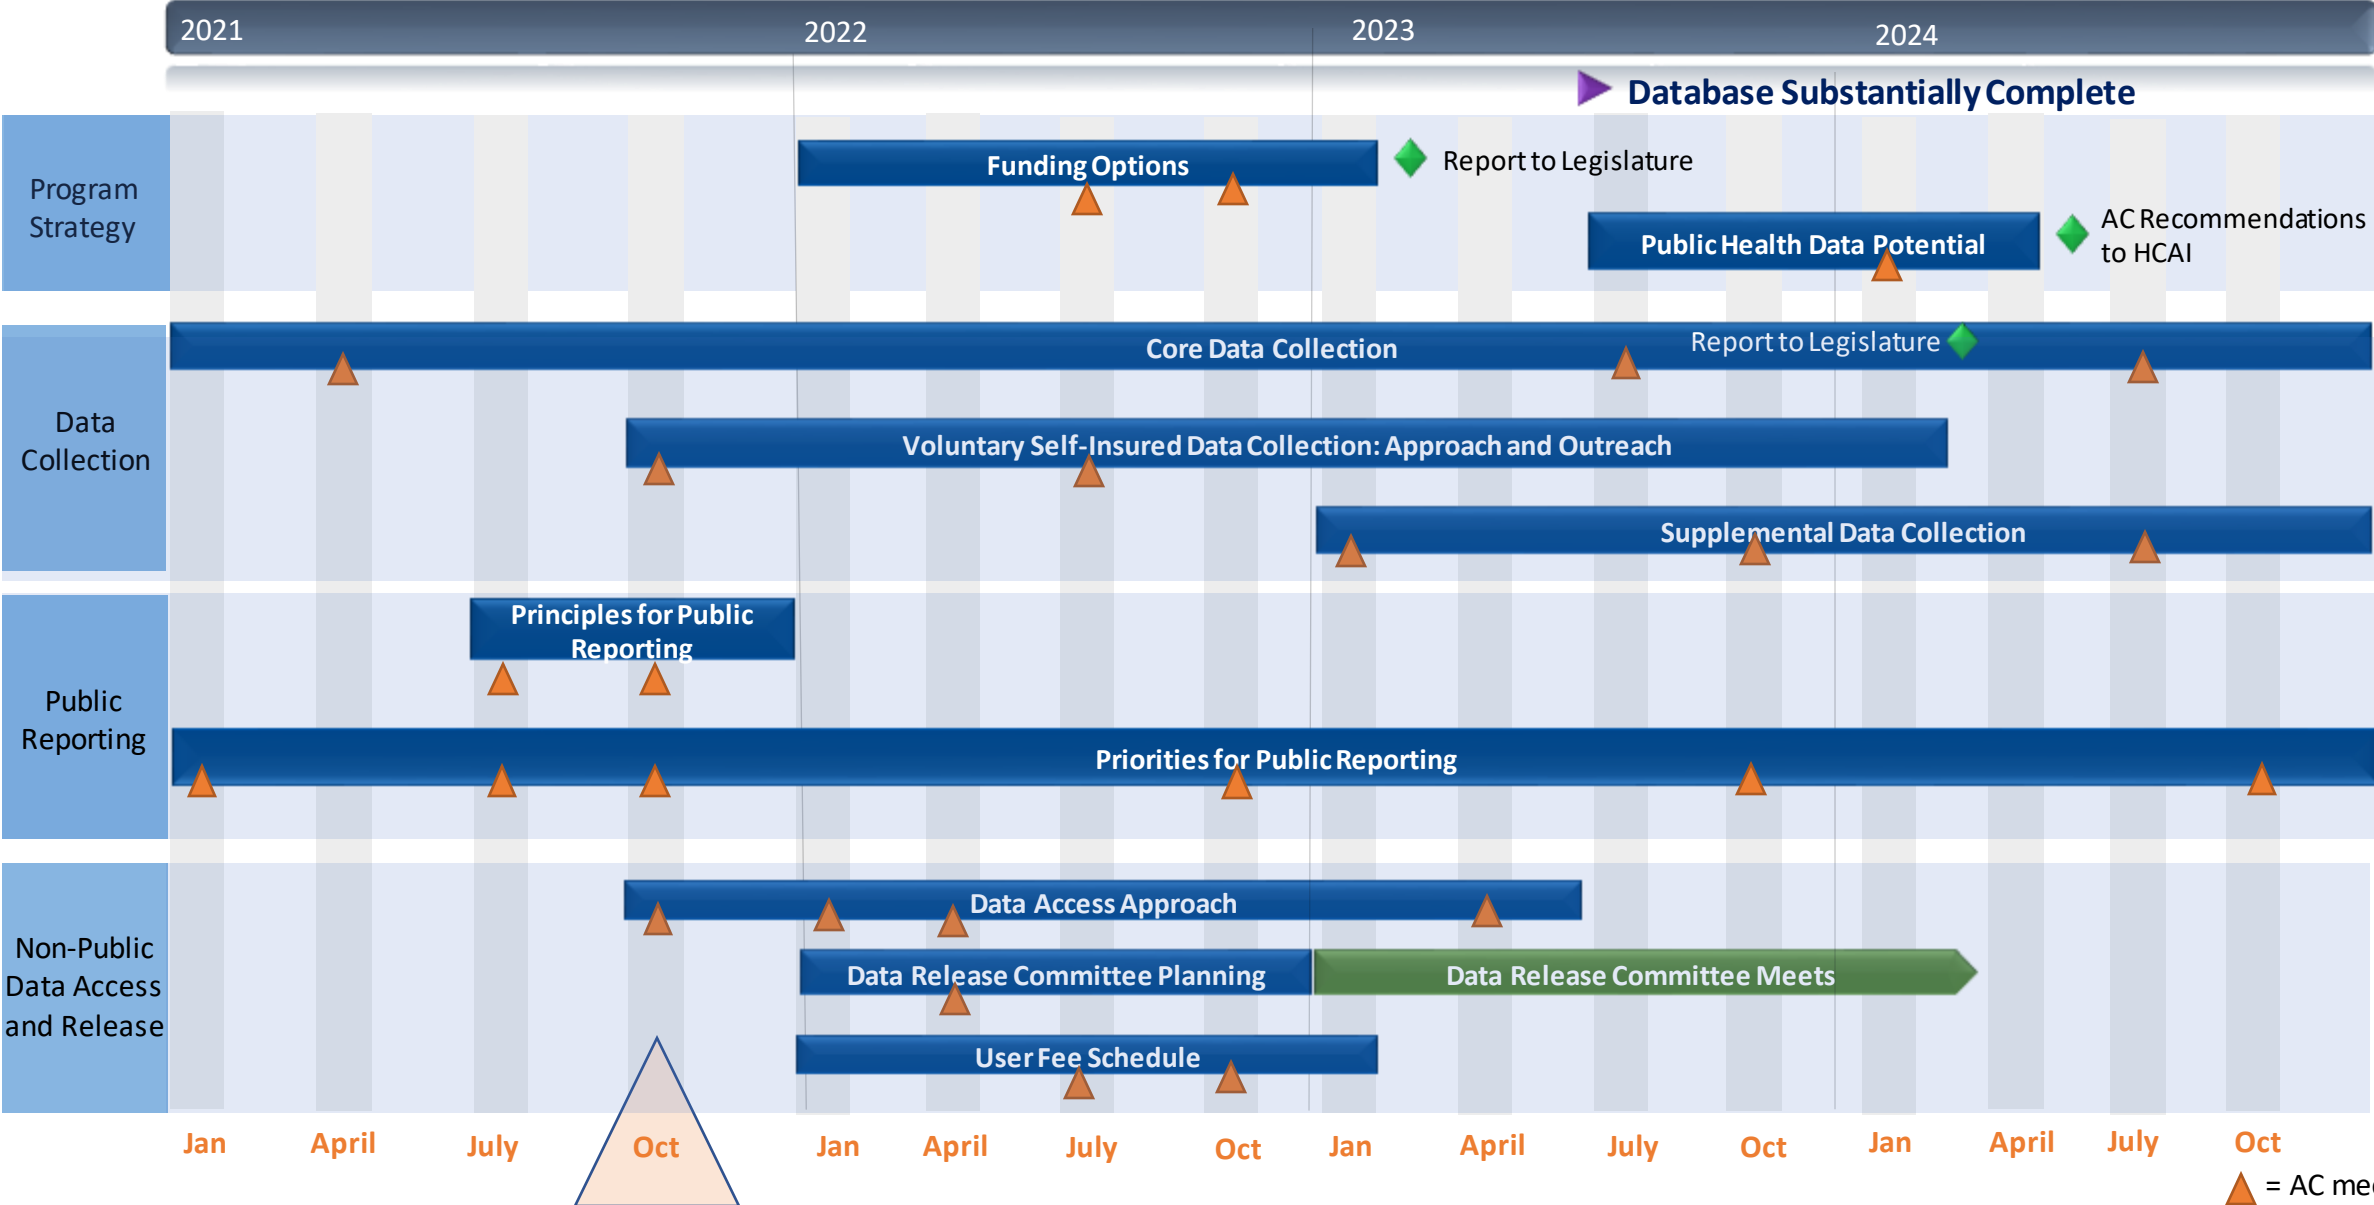 2021
2022
2023
2024
Database Substantially Complete
Program
Strategy
Funding Options
Report to Legislature
Public Health Data Potential
AC Recommendations
to HCAI
Data
Collection
Core Data Collection
Report to Legislature
Voluntary Self-Insured Data Collection: Approach and Outreach
Supplemental Data Collection
Public
Reporting
Principles for Public
Reporting
Priorities for Public Reporting
Non-Public
Data Access
and Release
Data Access Approach
Data Release Committee Planning
Data Release Committee Meets
User Fee Schedule
Jan
April
July
Oct
Jan
April
July
Oct
Jan
April
July
Oct
Jan
April
July
Oct
= AC